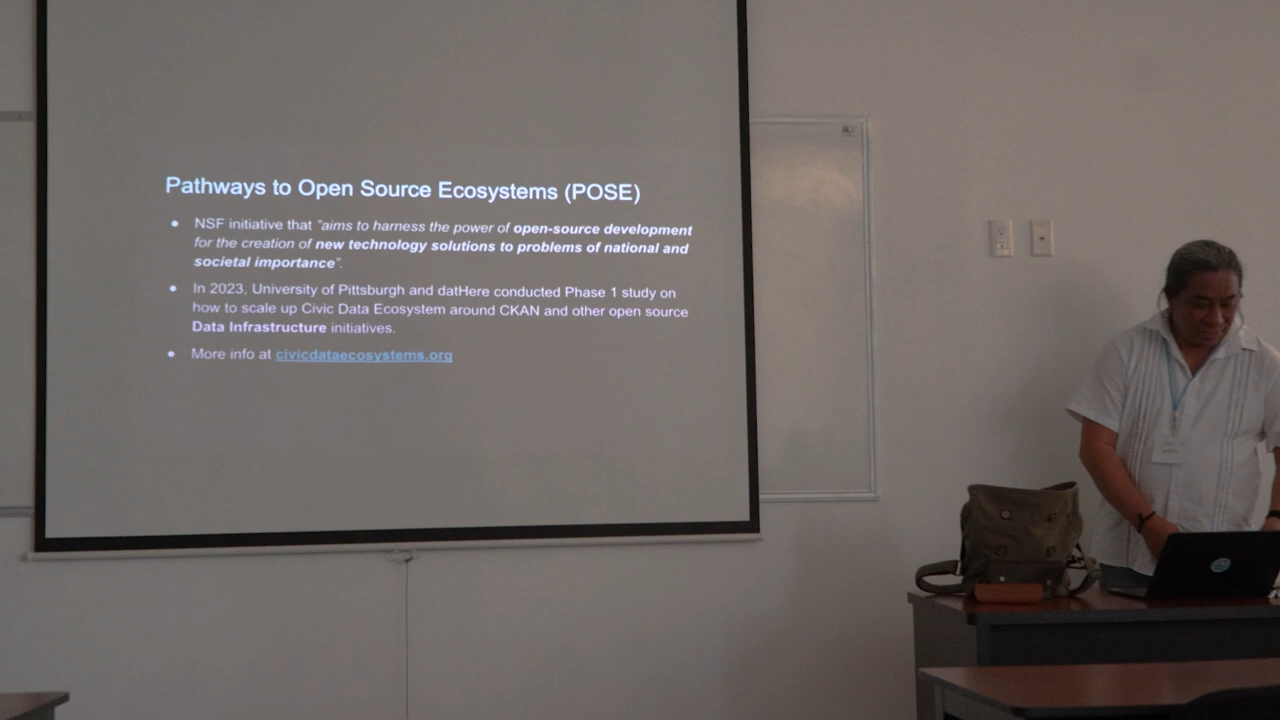 Pathways to Open Source Ecosystems (POSE)
● NSF initiative that "aims to harness the power of open-source development
for the creation of new technology solutions to problems of national and
societal importance".
● In 2023, University of Pittsburgh and datHere conducted Phase 1 study on
how to scale up Civic Data Ecosystem around CKAN and other open source
Data Infrastructure initiatives.
● More info at civicdataecosystems.org